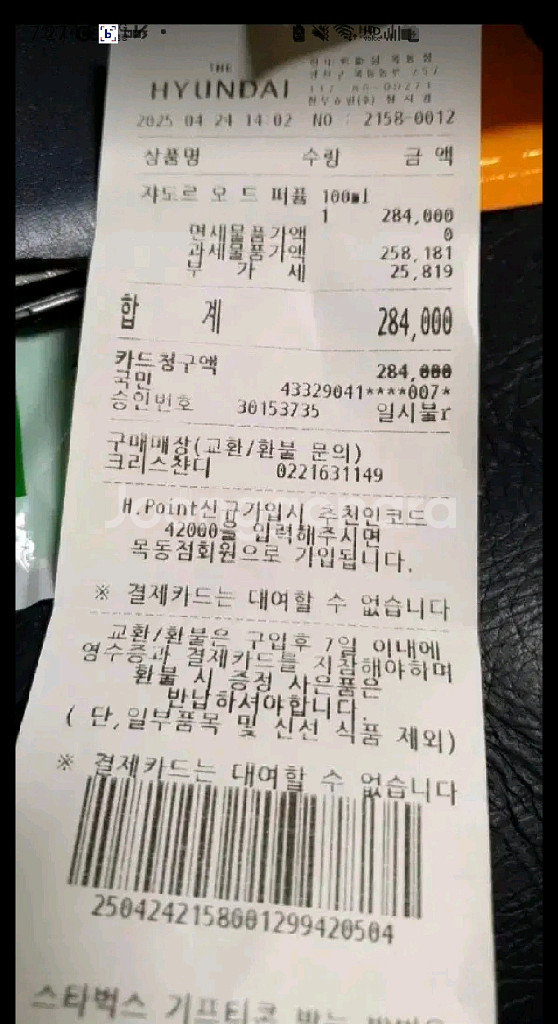 7:27
THE
HYUNDAI
2025 04 24 14:02 NO : 2158-0012
상품명 수량 금 액
쟈도르 오 드 퍼퓸 100ml
1 284,000
면세물품가액 0
과세물품가액 258,181
부 가 세 25,819
합 계 284,000
카드청구액 284,000
국민 43329041****007*
승인번호 30153735 일시불r
구매매장(교환/환불 문의)
크리스챤디 0221631149
H.Point신규가입시 추천인코드
42000을 입력해주시면
목동점회원으로 가입됩니다.
※ 결제카드는 대여할 수 없습니다
교환/환불은 구입후 7일 이내에
영수증과 결제카드를 지참해야하며
환불 시 증정 사은품은
반납하셔야합니다.
( 단,일부품목 및 신선 식품 제외)
※ 결제카드는 대여할 수 없습니다
2504242158001299420504
스타벅스 기프티콘 받는 방법은